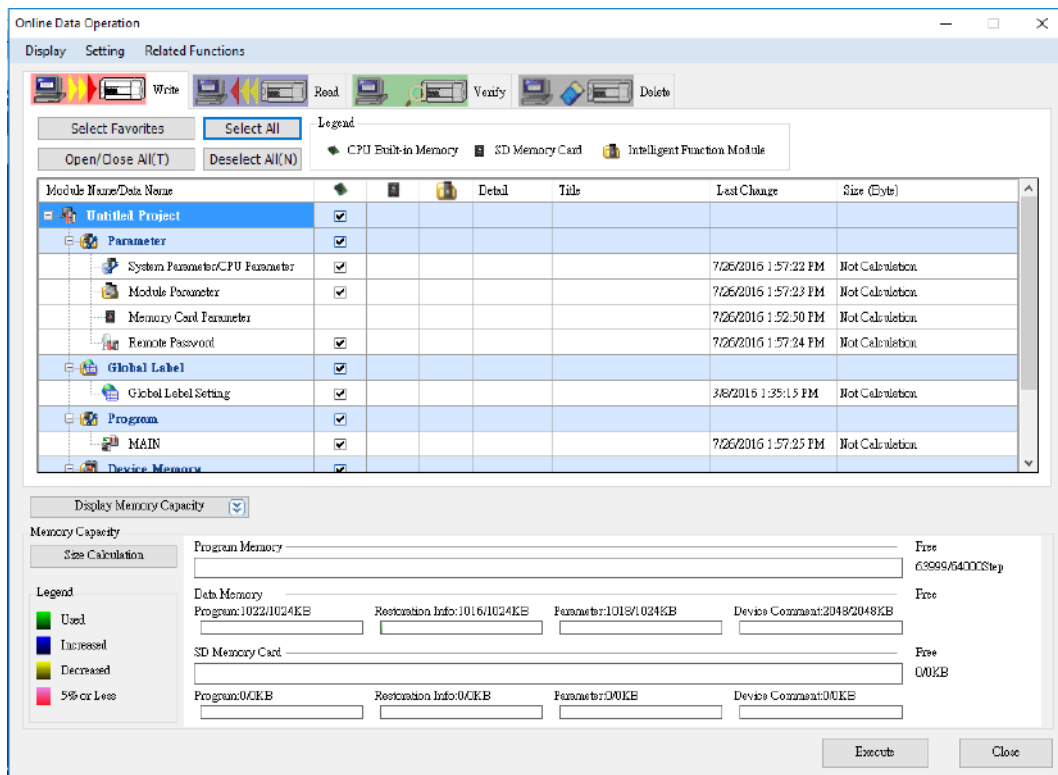 Online Data Operation
Display Setting Related Functions
Write Read Verify Delete
Select Favorites Select All Legend
Open/Close All(T) Deselect All(N) CPU Built-in Memory SD Memory Card Intelligent Function Module
Module Name/Data Name Detail Title Last Change Size (Byte)
Untitled Project
Parameter
System Parameter/CPU Parameter 7/26/2016 1:57:22 PM Not Calculation
Module Parameter 7/26/2016 1:57:23 PM Not Calculation
Memory Card Parameter 7/26/2016 1:52:50 PM Not Calculation
Remote Password 7/26/2016 1:57:24 PM Not Calculation
Global Label
Global Label Setting 3/8/2016 1:35:15 PM Not Calculation
Program
MAIN 7/26/2016 1:57:25 PM Not Calculation
Device Memory
Display Memory Capacity
Memory Capacity
Size Calculation Program Memory Free
63999/64000Step
Legend Data Memory Free
Program:1022/1024KB Restoration Info:1016/1024KB Parameter:1018/1024KB Device Comment:2048/2048KB
Used
Increased SD Memory Card Free
Decreased 0/0KB
5% or Less Program:0/0KB Restoration Info:0/0KB Parameter:0/0KB Device Comment:0/0KB
Execute Close